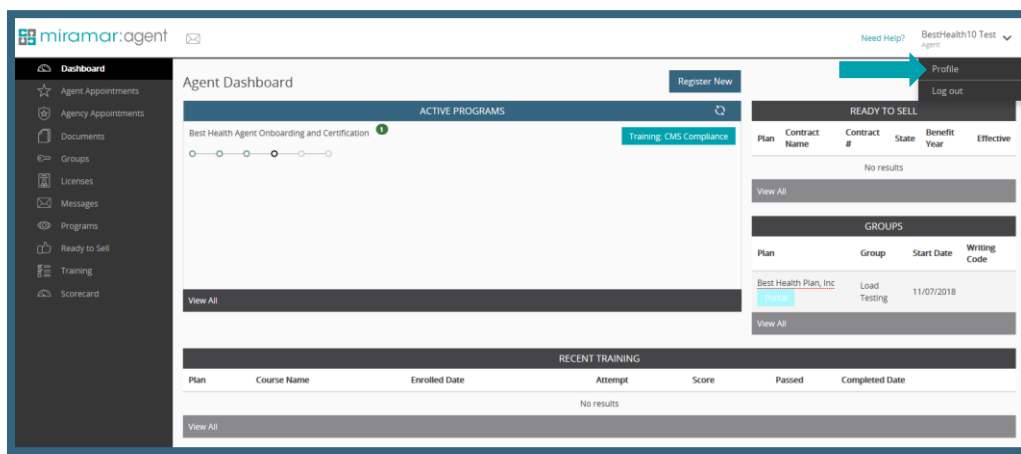 miramar:agent
Need Help?
BestHealth10 Test
Agent
Profile
Log out
Dashboard
Agent Appointments
Agency Appointments
Documents
Groups
Licenses
Messages
Programs
Ready to Sell
Training
Scorecard
Agent Dashboard
Register New
ACTIVE PROGRAMS
Best Health Agent Onboarding and Certification 1
Training: CMS Compliance
View All
READY TO SELL
Plan Contract Name Contract # State Benefit Year Effective
No results
View All
GROUPS
Plan Group Start Date Writing Code
Best Health Plan, Inc Load Testing 11/07/2018
Portal
View All
RECENT TRAINING
Plan Course Name Enrolled Date Attempt Score Passed Completed Date
No results
View All